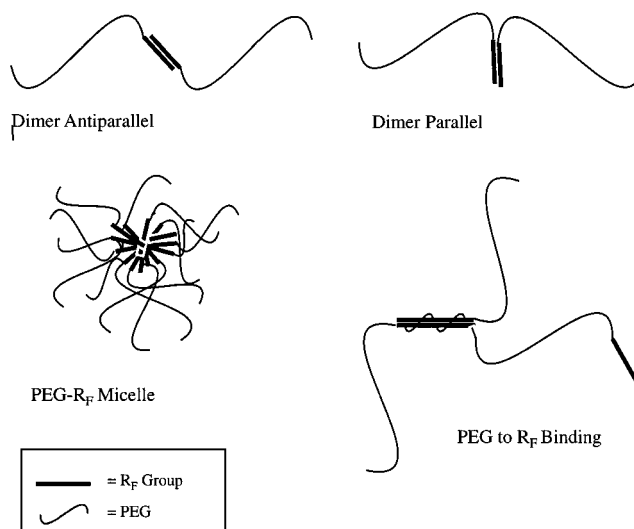 Dimer Antiparallel
Dimer Parallel
PEG-RF Micelle
PEG to RF Binding
= RF Group
= PEG